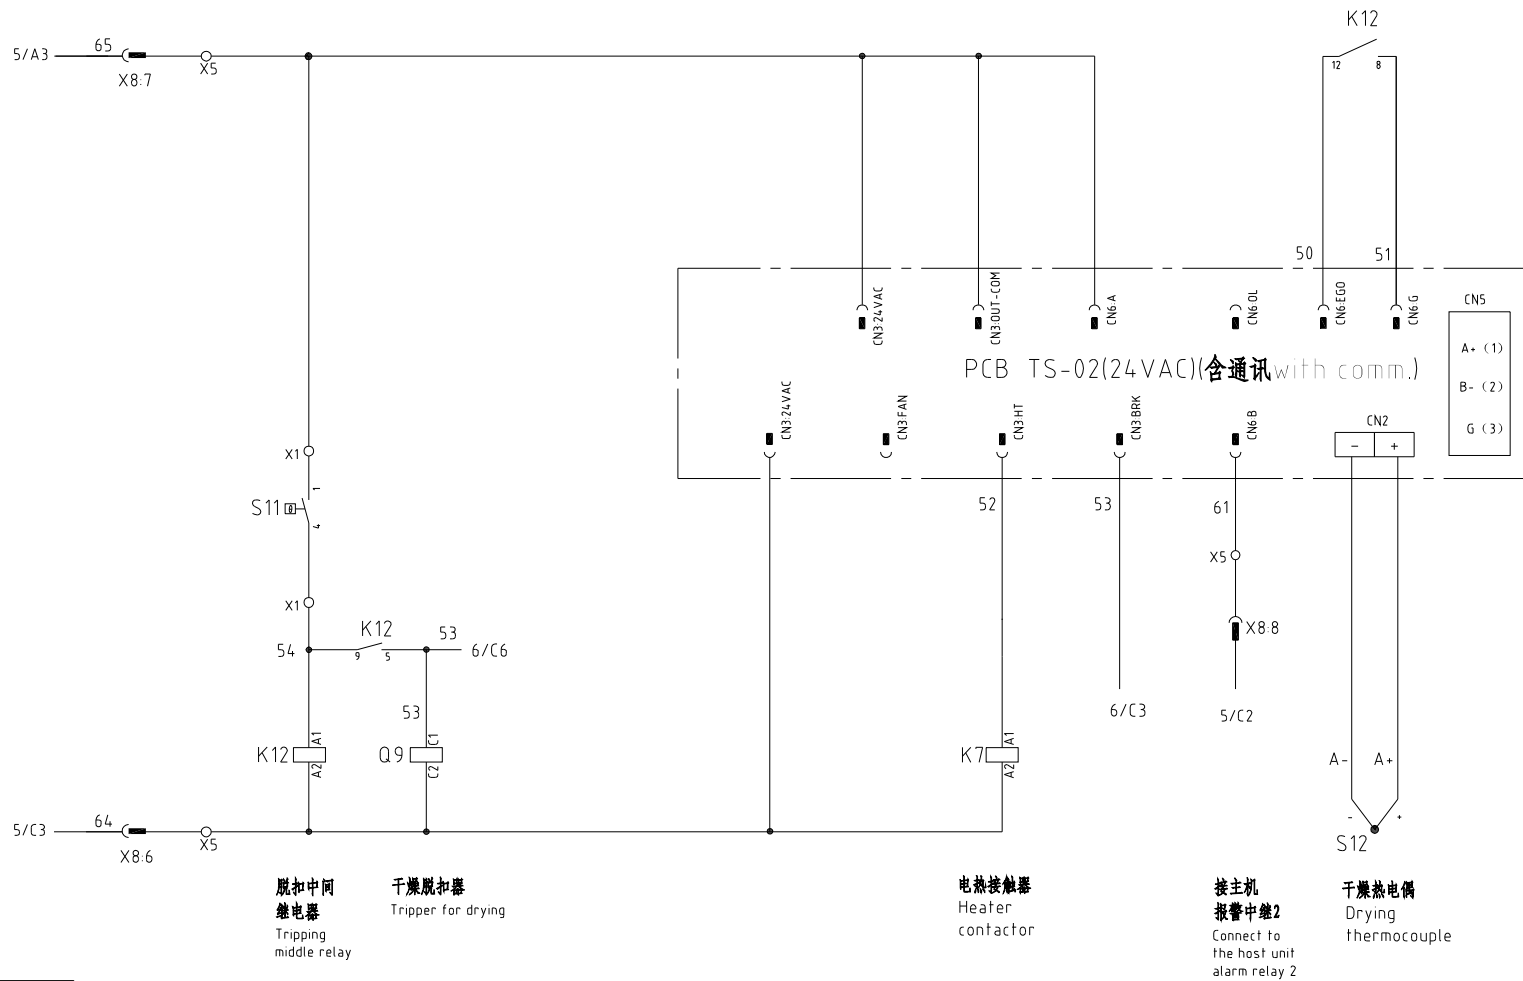 K12
5/A3
65
X8:7
X5
12
8
50
51
CN3:24VAC
CN3:OUT-COM
CN6:A
CN6:OL
CN6:EGO
CN6:G
CN5
A+ (1)
B- (2)
G (3)
PCB TS-02(24VAC)(含通讯with comm.)
CN3:24VAC
CN3:FAN
CN3:HT
CN3:BRK
CN6:B
CN2
- +
X1
1
S11
4
52
53
61
X5
X1
K12
9
5
53
54
6/C6
X8:8
53
6/C3
5/C2
K12
A1
A2
Q9
C1
C2
K7
A1
A2
A-
A+
-
+
S12
5/C3
64
X8:6
X5
脱扣中间
继电器
Tripping
middle relay
干燥脱扣器
Tripper for drying
电热接触器
Heater
contactor
接主机
报警中继2
Connect to
the host unit
alarm relay 2
干燥热电偶
Drying
thermocouple